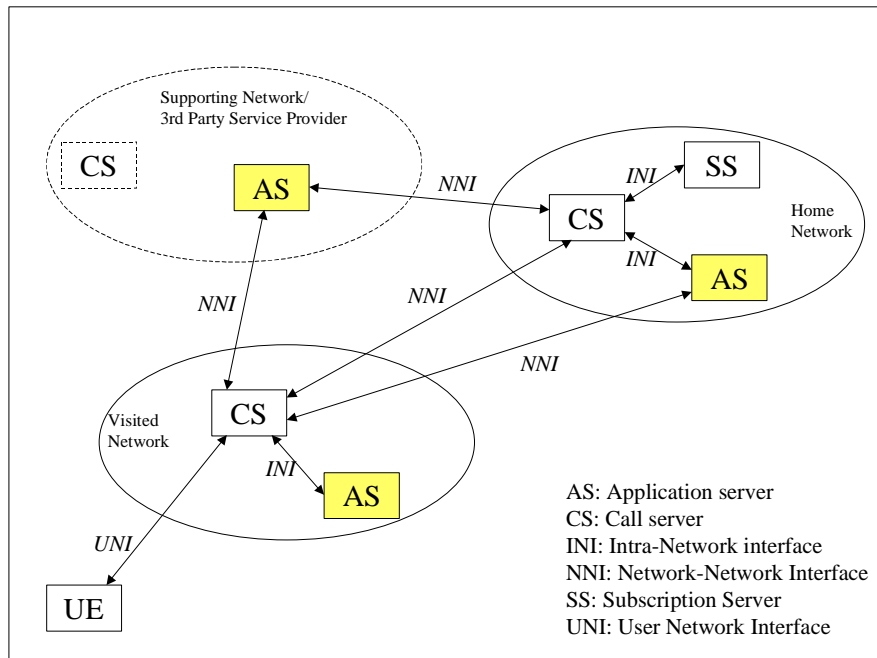 Supporting Network/
3rd Party Service Provider
CS
AS
NNI
INI
SS
CS
Home
Network
INI
AS
NNI
NNI
NNI
CS
Visited
Network
INI
AS
UNI
UE
AS: Application server
CS: Call server
INI: Intra-Network interface
NNI: Network-Network Interface
SS: Subscription Server
UNI: User Network Interface